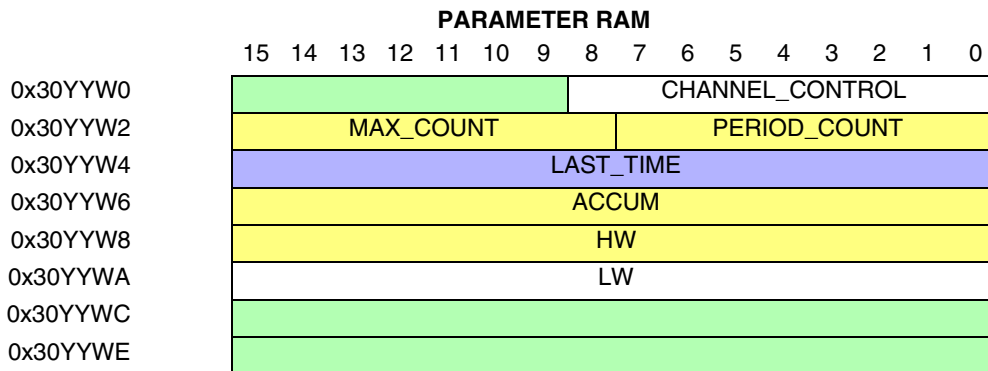 PARAMETER RAM
15 14 13 12 11 10 9 8 7 6 5 4 3 2 1 0
0x30YYW0 CHANNEL_CONTROL
0x30YYW2 MAX_COUNT PERIOD_COUNT
0x30YYW4 LAST_TIME
0x30YYW6 ACCUM
0x30YYW8 HW
0x30YYWA LW
0x30YYWC
0x30YYWE